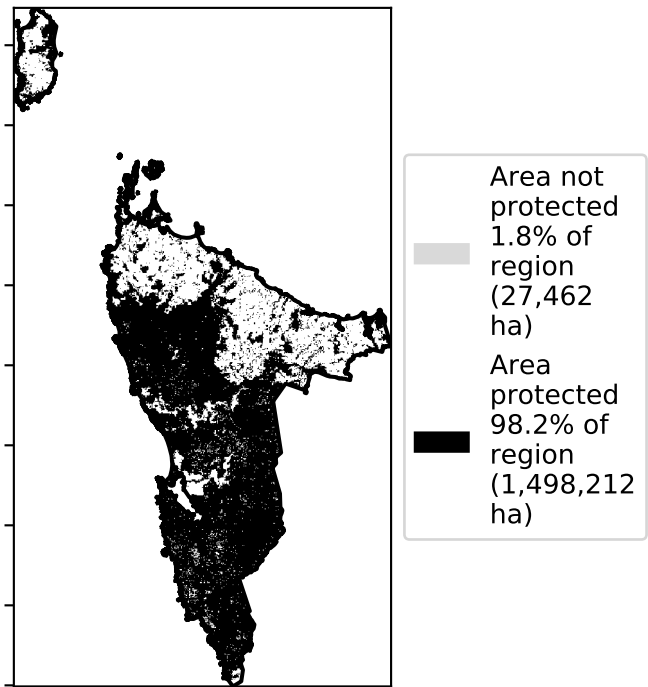 Area not
protected
1.8% of
region
(27,462
ha)
Area
protected
98.2% of
region
(1,498,212
ha)